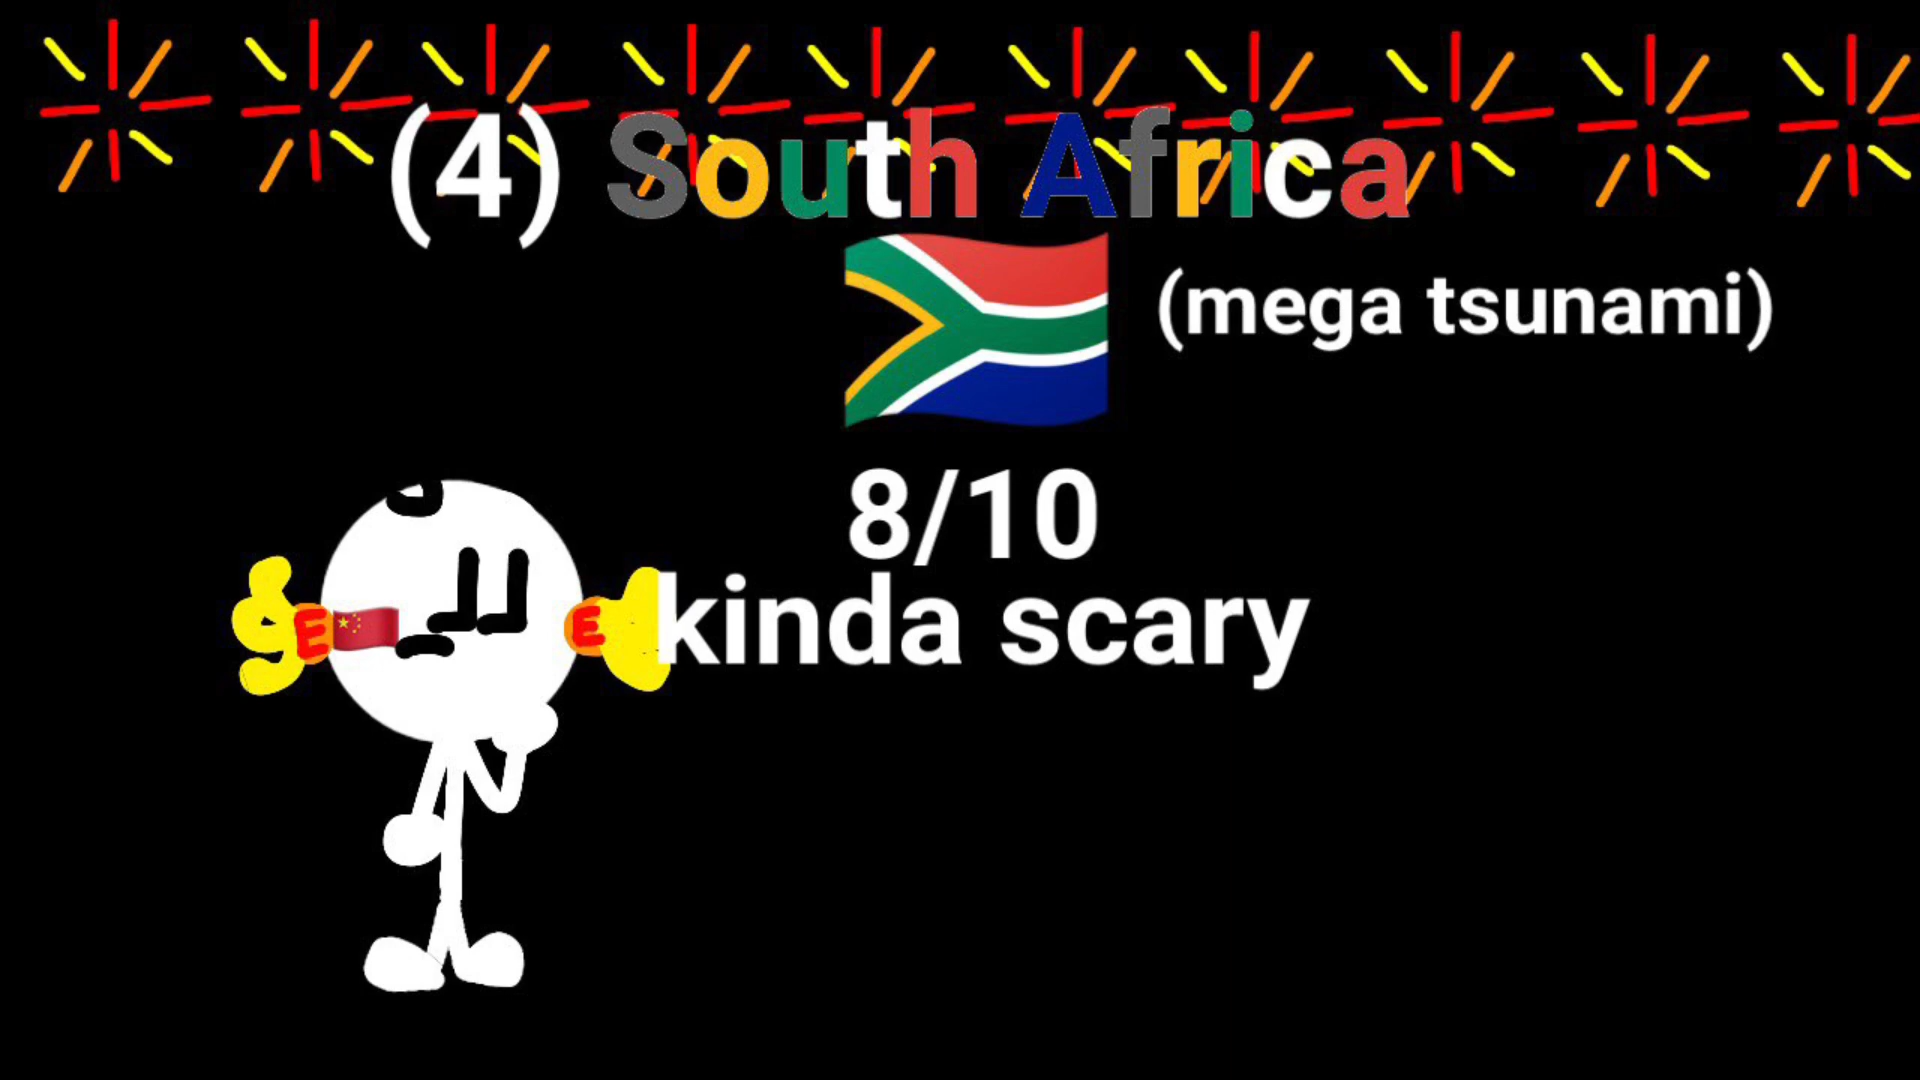 (4) South Africa
(mega tsunami)
8/10
kinda scary
E
E